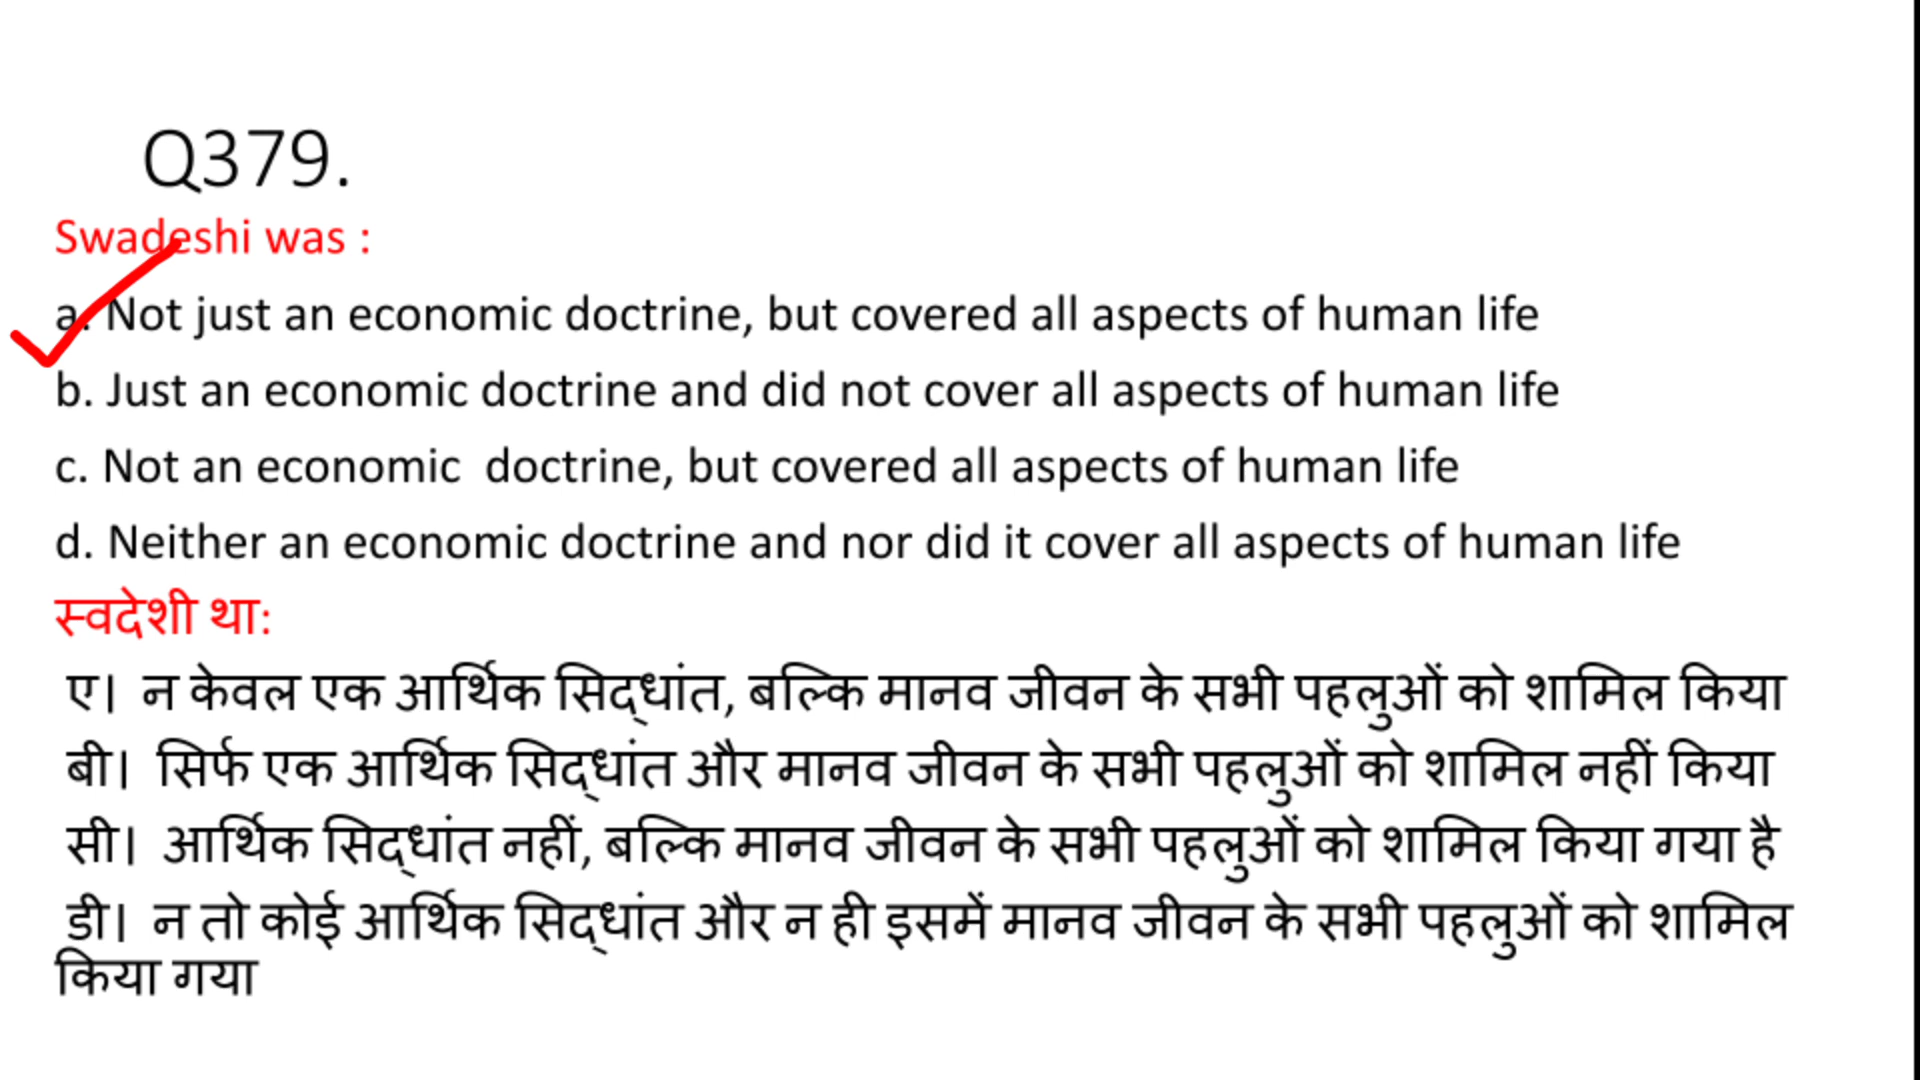 Q379.
Swadeshi was :
a. Not just an economic doctrine, but covered all aspects of human life
b. Just an economic doctrine and did not cover all aspects of human life
c. Not an economic  doctrine, but covered all aspects of human life
d. Neither an economic doctrine and nor did it cover all aspects of human life
स्वदेशी था:
ए। न केवल एक आर्थिक सिद्धांत, बल्कि मानव जीवन के सभी पहलुओं को शामिल किया
बी। सिर्फ एक आर्थिक सिद्धांत और मानव जीवन के सभी पहलुओं को शामिल नहीं किया
सी। आर्थिक सिद्धांत नहीं, बल्कि मानव जीवन के सभी पहलुओं को शामिल किया गया है
डी। न तो कोई आर्थिक सिद्धांत और न ही इसमें मानव जीवन के सभी पहलुओं को शामिल
किया गया